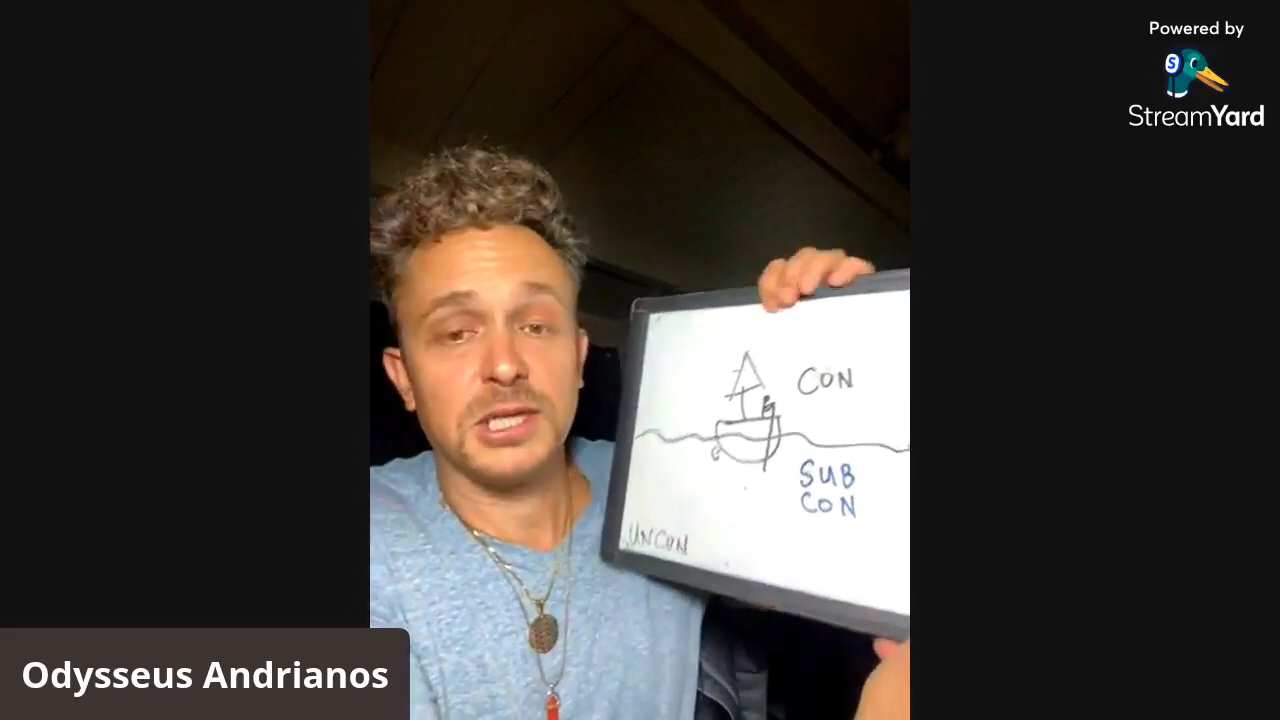 Powered by
StreamYard
CON
SUB
CON
UNCON
Odysseus Andrianos